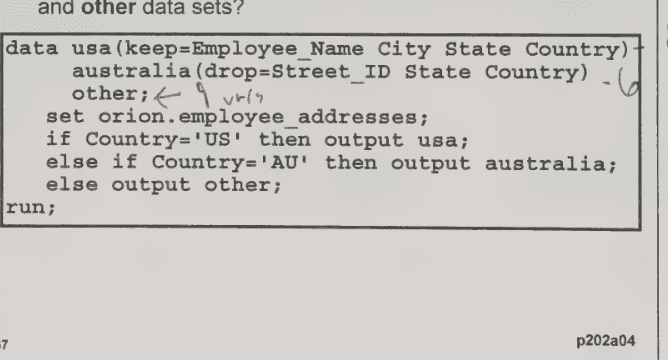 and other data sets?
data usa(keep=Employee_Name City State Country)
australia(drop=Street_ID State Country) - 6
other; ← 9
set orion.employee_addresses;
if Country='US' then output usa;
else if Country='AU' then output australia;
else output other;
run;
p202a04